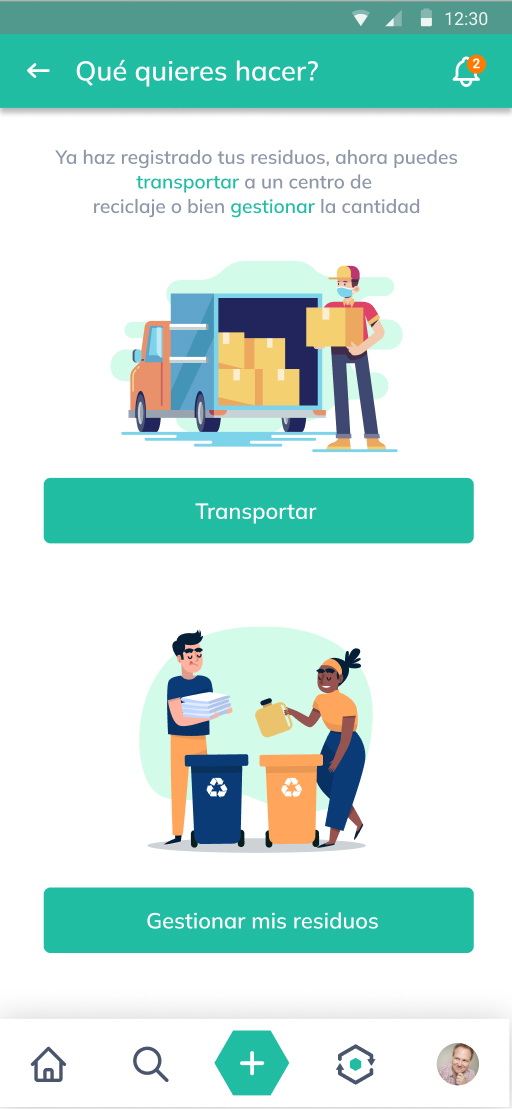 12:30
Qué quieres hacer?
2
Ya haz registrado tus residuos, ahora puedes
transportar a un centro de
reciclaje o bien gestionar la cantidad
Transportar
Gestionar mis residuos